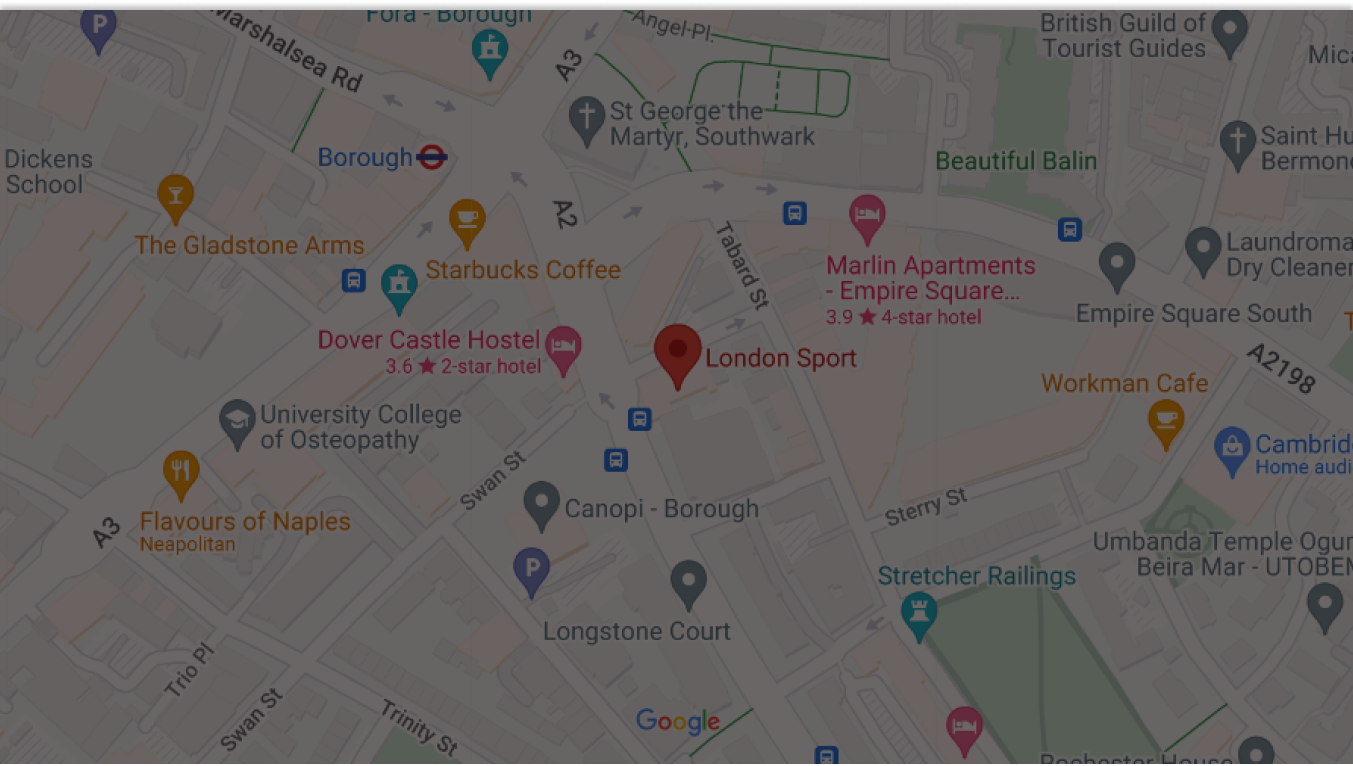 Fora - Borough
Marshalsea Rd
A3
Angel Pl.
British Guild of
Tourist Guides
P
St George the
Martyr, Southwark
Dickens
School
Borough
Beautiful Balin
Saint Hu
Bermon
The Gladstone Arms
A2
Starbucks Coffee
Tabard St
Marlin Apartments
- Empire Square...
3.9 ★ 4-star hotel
Laundroma
Dry Cleaner
Empire Square South
Dover Castle Hostel
3.6 ★ 2-star hotel
London Sport
A2198
Workman Cafe
University College
of Osteopathy
Cambrid
Home audi
Swan St
Flavours of Naples
Neapolitan
A3
Canopi - Borough
Sterry St
P
Umbanda Temple Ogu
Beira Mar - UTOBE
Stretcher Railings
Longstone Court
Trio Pl
Swan St
Trinity St
Google
Rochester House